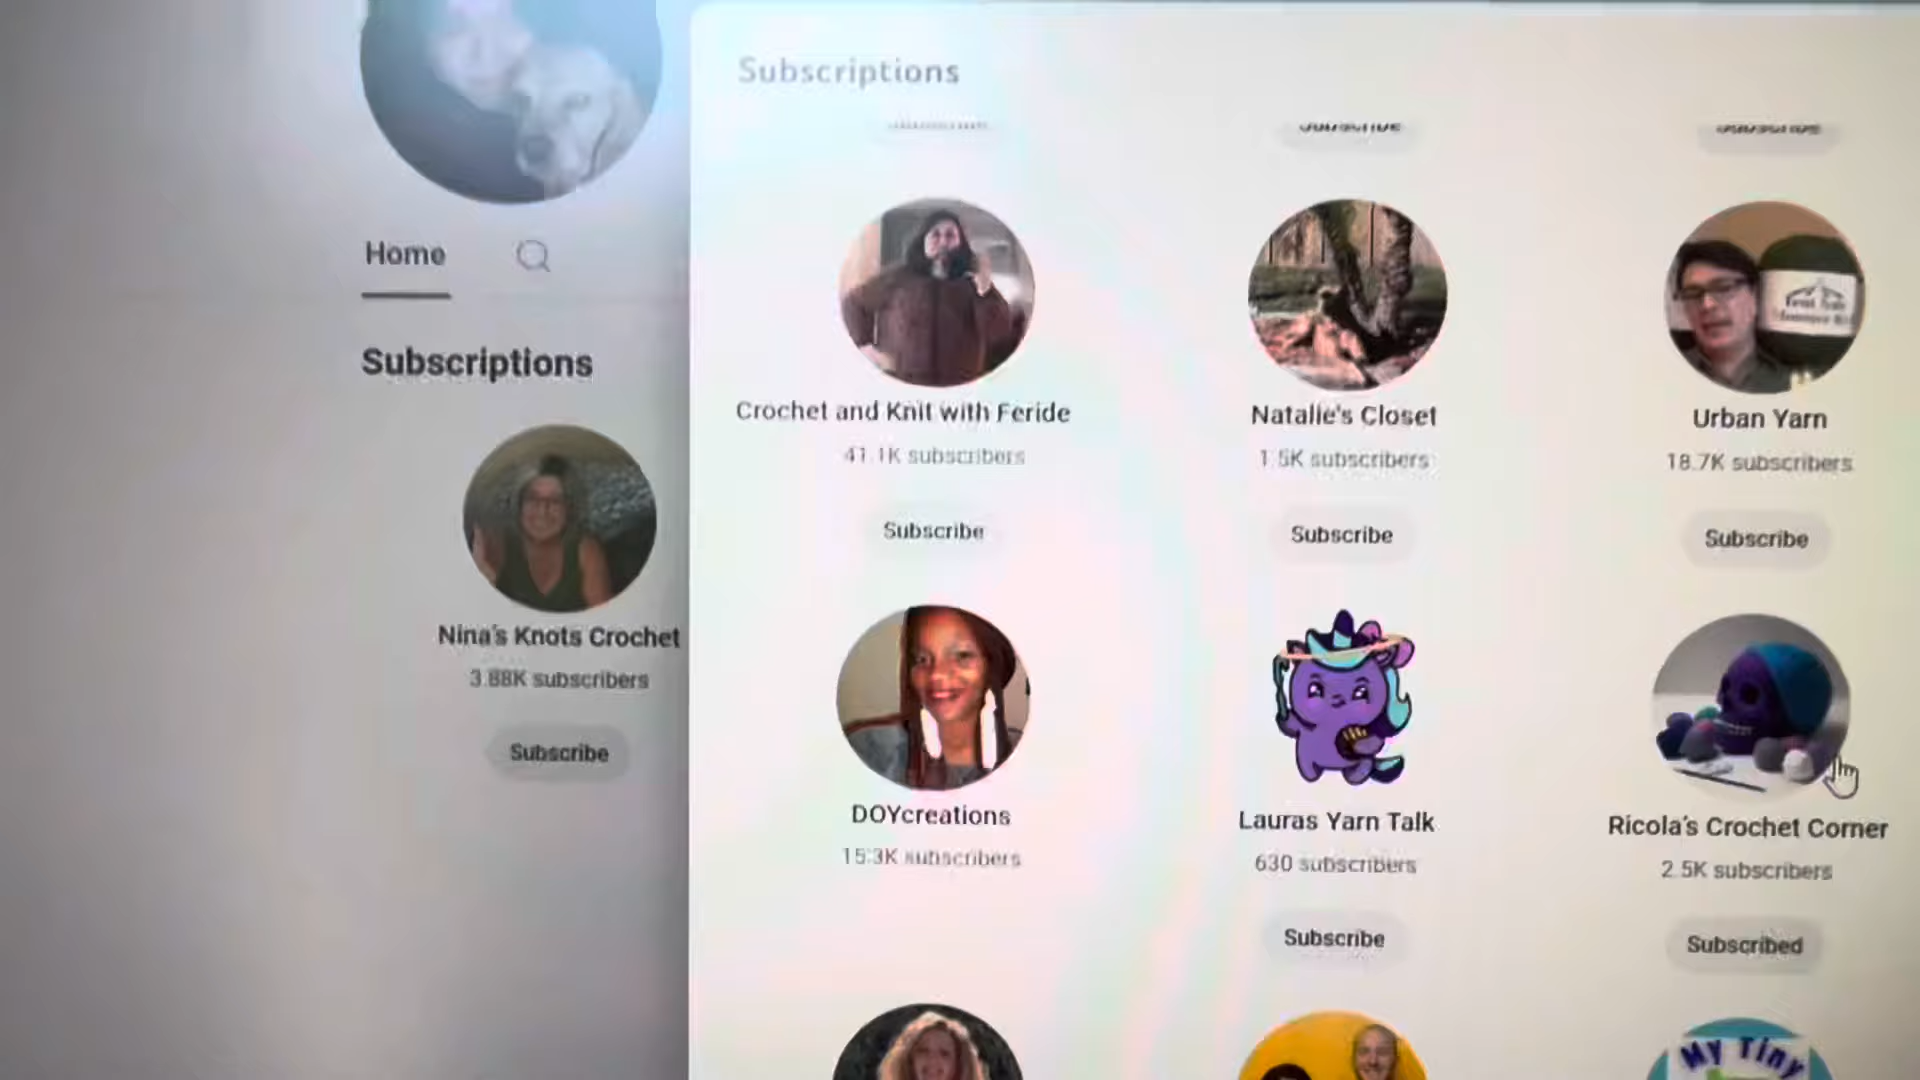 Subscriptions
Subscribe
Subscribe
Home
Crochet and Knit with Feride
Natalie's Closet
Urban Yarn
41.1K subscribers
1.5K subscribers
18.7K subscribers
Subscriptions
Subscribe
Subscribe
Subscribe
Nina's Knots Crochet
3.88K subscribers
Subscribe
DOYcreations
Lauras Yarn Talk
Ricola's Crochet Corner
15.3K subscribers
630 subscribers
2.5K subscribers
Subscribe
Subscribed
My Tiny